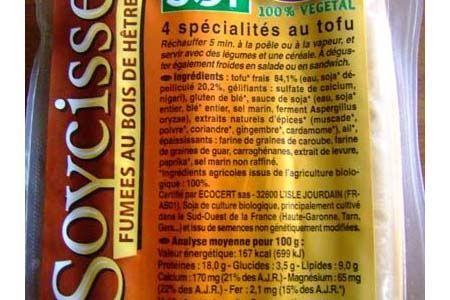 Soycisse
FUMÉES AU BOIS DE HÊTRE
100% VÉGÉTAL
4 spécialités au tofu
Réchauffer 5 min. à la poêle ou à la vapeur, et
servir avec des légumes et une céréale. À dégus-
ter également froides en salade ou en sandwich.
Ingrédients : tofu* frais 84,1% (eau, soja* dé-
pelliculé 20,2%, gélifiants : sulfate de calcium,
nigari), gluten de blé*, sauce de soja* (eau, soja*
entier, blé* entier, sel marin, ferment Aspergillus
oryzae), extraits naturels d'épices* (muscade*,
poivre*, coriandre*, gingembre*, cardamome*), ail*,
épaississants : farine de graines de caroube, farine
de graines de guar, carraghénanes, extrait de levure,
paprika*, sel marin non raffiné.
*Ingrédients agricoles issus de l'agriculture biolo-
gique : 100%.
Certifié par ECOCERT sas - 32600 L'ISLE JOURDAIN (FR-
AB01). Soja de culture biologique, principalement cultivé
dans le Sud-Ouest de la France (Haute-Garonne, Tarn,
Gers...) et issu de semences non génétiquement modifiées.
Analyse moyenne pour 100 g :
Valeur énergétique : 167 kcal (699 kJ)
Protéines : 18,0 g - Glucides : 3,5 g - Lipides : 9,0 g
Calcium : 170 mg (21% des A.J.R.) - Magnésium : 65 mg
(22% des A.J.R.) - Fer : 2,1 mg (15% des A.J.R.)*.